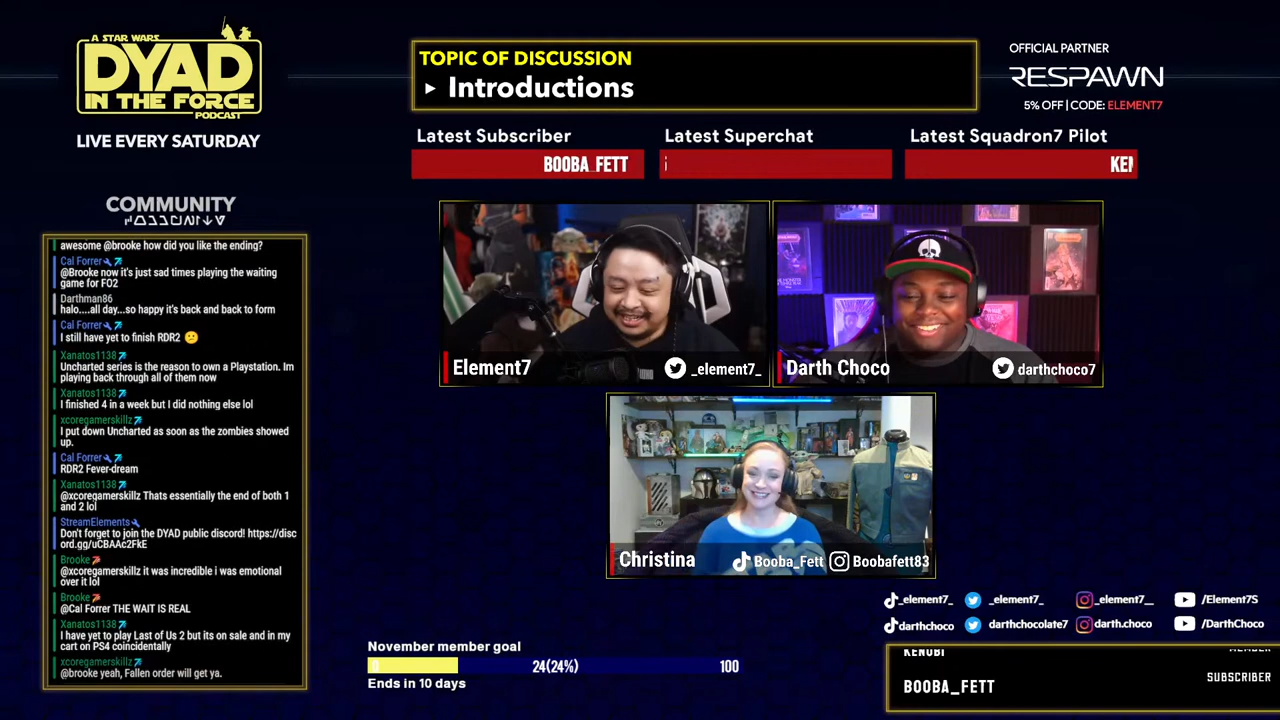 A STAR WARS
DYAD
IN THE FORCE
PODCAST
LIVE EVERY SATURDAY
TOPIC OF DISCUSSION
► Introductions
OFFICIAL PARTNER
RESPAWN
5% OFF | CODE: ELEMENT7
Latest Subscriber
BOOBA_FETT
Latest Superchat
Latest Squadron7 Pilot
COMMUNITY
awesome @brooke how did you like the ending?
Cal Forrer
@Brooke now it's just sad times playing the waiting
game for FO2
Darthman86
halo....all day...so happy it's back and back to form
Cal Forrer
I still have yet to finish RDR2 😕
Xanatos1138
Uncharted series is the reason to own a Playstation. Im
playing back through all of them now
Xanatos1138
I finished 4 in a week but I did nothing else lol
xcoregamerskillz
I put down Uncharted as soon as the zombies showed
up.
Cal Forrer
RDR2 Fever-dream
Xanatos1138
@xcoregamerskillz Thats essentially the end of both 1
and 2 lol
StreamElements
Don't forget to join the DYAD public discord! https://disc
ord.gg/uCBAAc2FkE
Brooke
@xcoregamerskillz it was incredible i was emotional
over it lol
Brooke
@Cal Forrer THE WAIT IS REAL
Xanatos1138
I have yet to play Last of Us 2 but its on sale and in my
cart on PS4 coincidentally
xcoregamerskillz
@brooke yeah, Fallen order will get ya.
Element7
_element7_
Darth Choco
darthchoco7
Christina
Booba_Fett
Boobafett83
_element7_
_element7_
_element7__
/Element7S
darthchoco
darthchocolate7
darth.choco
/DarthChoco
November member goal
0
24(24%)
100
Ends in 10 days
KENOBI
MEMBER
BOOBA_FETT
SUBSCRIBER